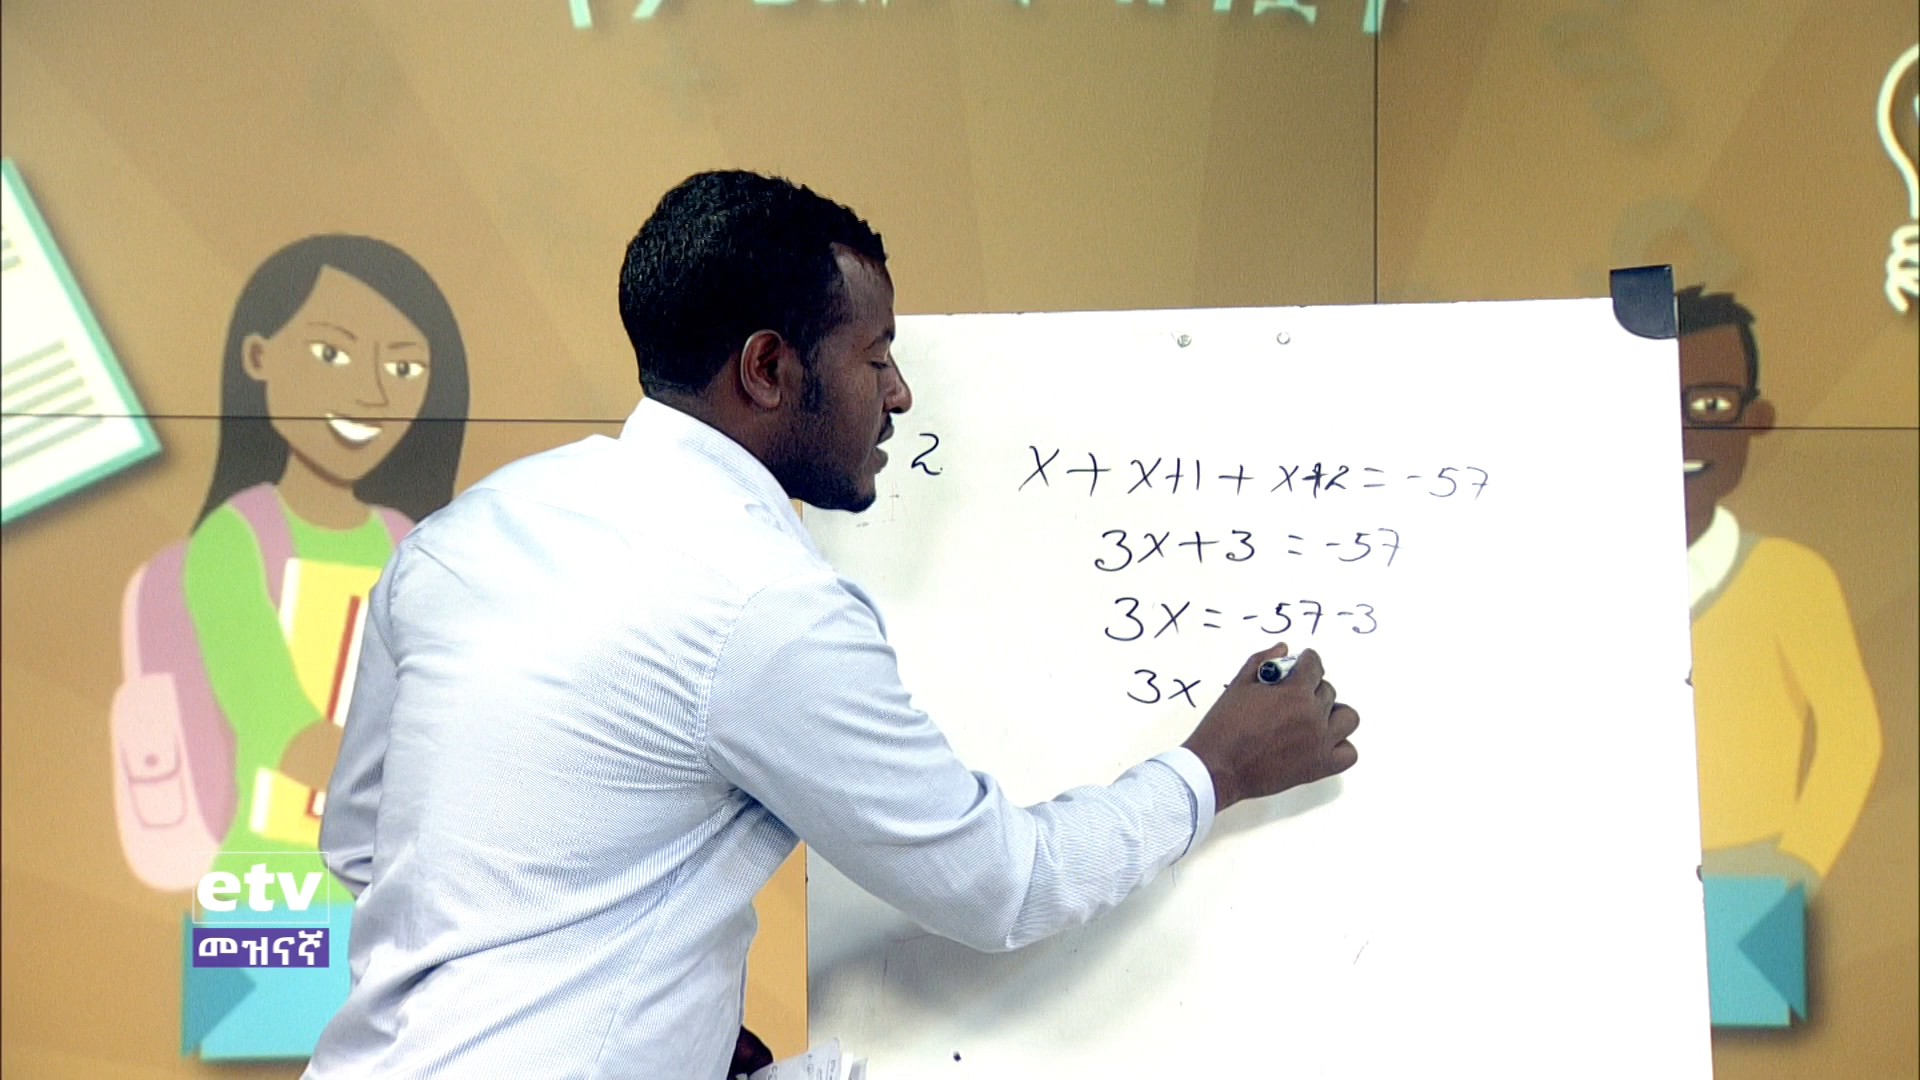 2 x + x+1 + x+2 = -57
3x+3 = -57
3x = -57-3
3x
etv
መዝናኛ